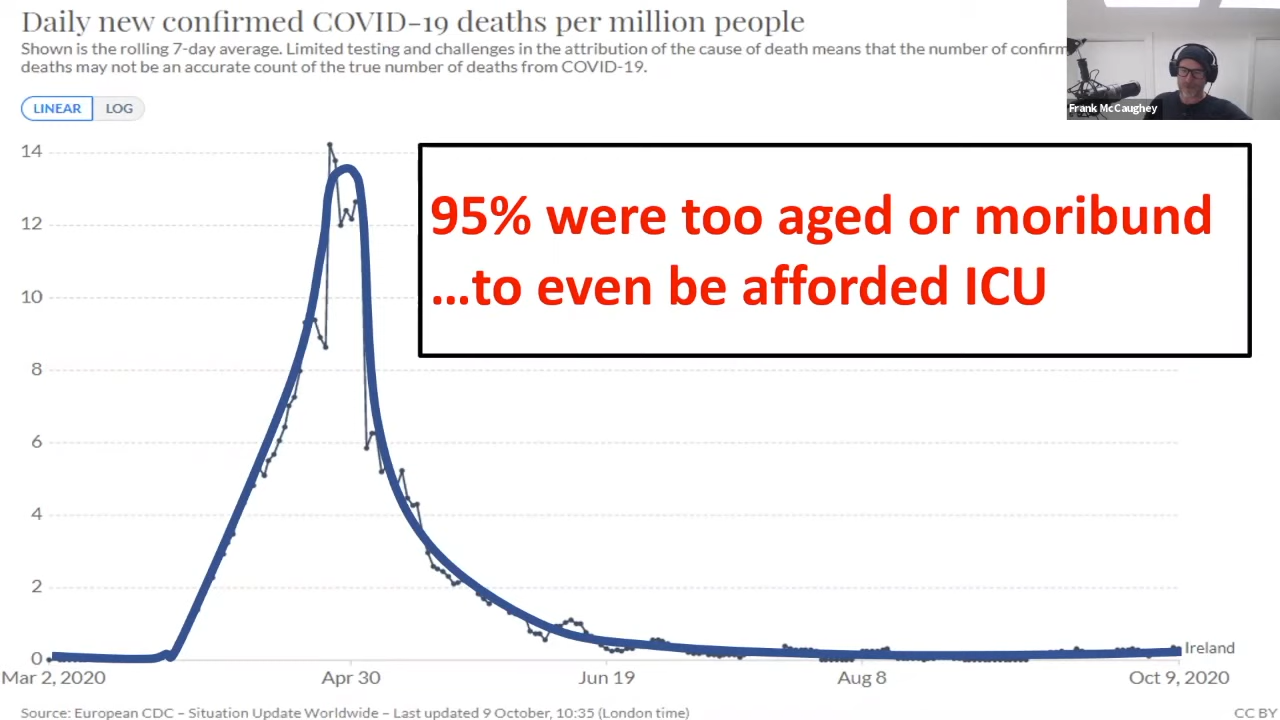 Daily new confirmed COVID-19 deaths per million people
Shown is the rolling 7-day average. Limited testing and challenges in the attribution of the cause of death means that the number of confirm
deaths may not be an accurate count of the true number of deaths from COVID-19.
Frank McCaughey
LINEAR
LOG
14
12
10
8
6
4
2
0
95% were too aged or moribund
...to even be afforded ICU
Ireland
Mar 2, 2020
Apr 30
Jun 19
Aug 8
Oct 9, 2020
Source: European CDC – Situation Update Worldwide – Last updated 9 October, 10:35 (London time)
CC BY